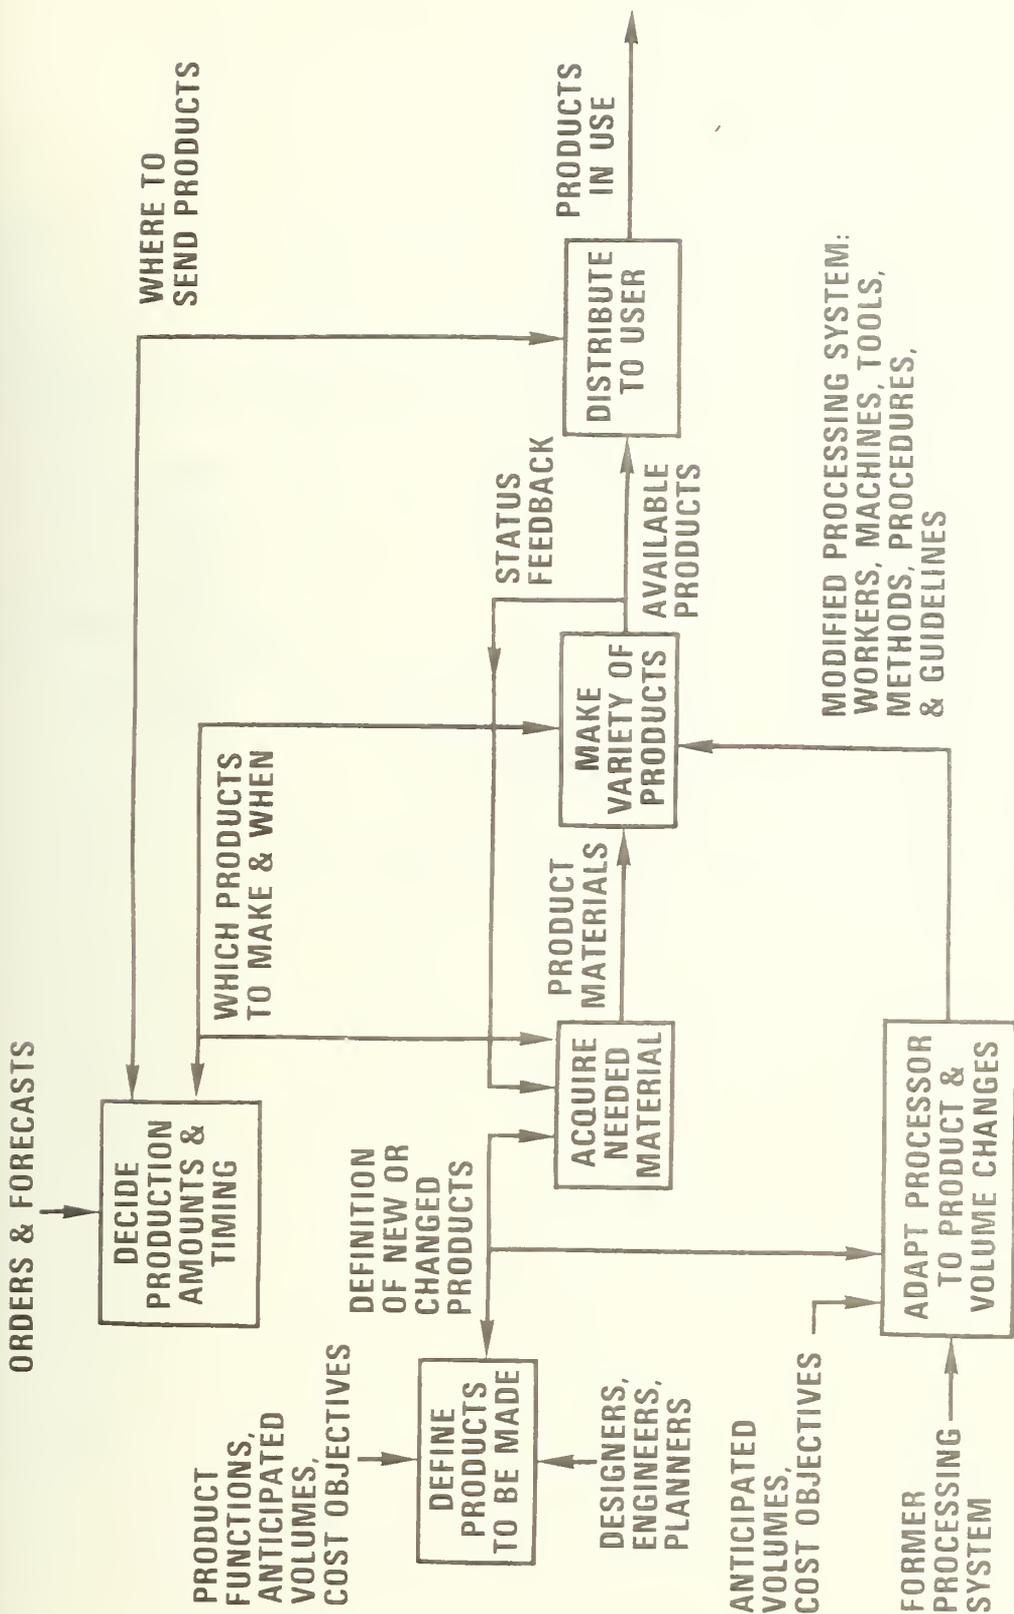 ORDERS & FORECASTS
DECIDE
PRODUCTION
AMOUNTS &
TIMING
WHERE TO
SEND PRODUCTS
WHICH PRODUCTS
TO MAKE & WHEN
PRODUCT
FUNCTIONS,
ANTICIPATED
VOLUMES,
COST OBJECTIVES
DEFINITION
OF NEW OR
CHANGED
PRODUCTS
STATUS
FEEDBACK
DEFINE
PRODUCTS
TO BE MADE
ACQUIRE
NEEDED
MATERIAL
PRODUCT
MATERIALS
MAKE
VARIETY OF
PRODUCTS
AVAILABLE
PRODUCTS
DISTRIBUTE
TO USER
PRODUCTS
IN USE
DESIGNERS,
ENGINEERS,
PLANNERS
ANTICIPATED
VOLUMES,
COST OBJECTIVES
FORMER
PROCESSING
SYSTEM
ADAPT PROCESSOR
TO PRODUCT &
VOLUME CHANGES
MODIFIED PROCESSING SYSTEM:
WORKERS, MACHINES, TOOLS,
METHODS, PROCEDURES,
& GUIDELINES